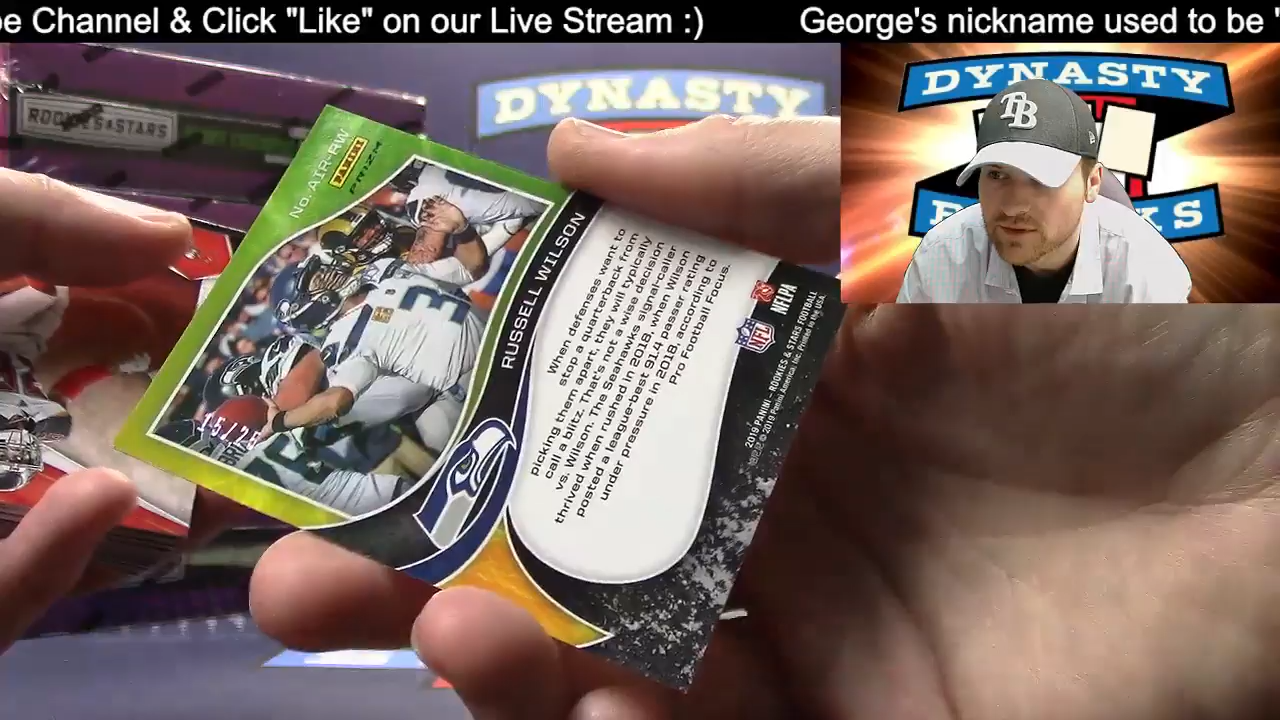 be Channel & Click "Like" on our Live Stream :)
George's nickname used to be "
ROOKIES & STARS
DYNASTY
DYNASTY
TB
No. AIR-RW
PANINI
PRIZM
15/25
3
RUSSELL WILSON
When defenses want to
stop a quarterback from
picking them apart, they will typically
call a blitz. That's not a wise decision
vs. Wilson. The Seahawks signal-caller
thrived when rushed in 2018, when Wilson
posted a league-best 91.4 passer rating
under pressure in 2018, according to
Pro Football Focus.
NFL
NFLPA
2019 PANINI – ROOKIES & STARS FOOTBALL
© 2019 Panini America, Inc. Printed in the USA.